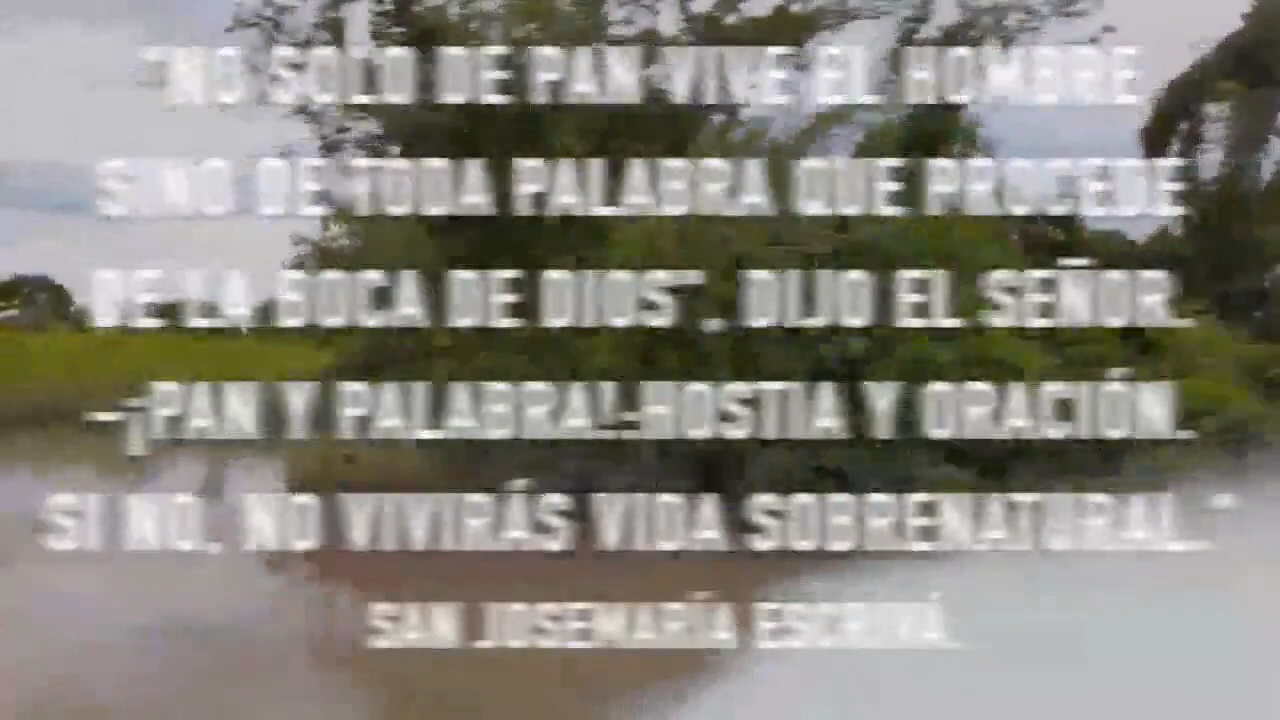 "NO SOLO DE PAN VIVE EL HOMBRE
SINO DE TODA PALABRA QUE PROCEDE
DE LA BOCA DE DIOS", DIJO EL SEÑOR.
-¡PAN Y PALABRA!-HOSTIA Y ORACIÓN.
SI NO, NO VIVIRÁS VIDA SOBRENATURAL."
SAN JOSEMARÍA ESCRIVÁ.